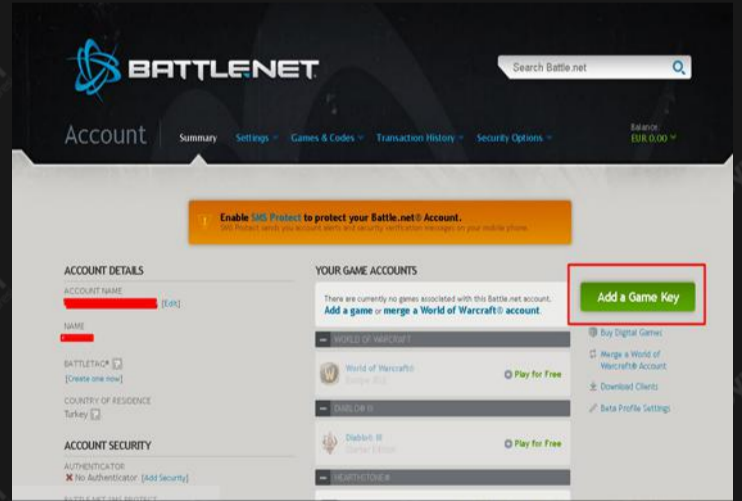 BATTLE.NET
Search Battle.net
Account
Summary
Settings
Games & Codes
Transaction History
Security Options
Balance:
EUR 0.00
Enable SMS Protect to protect your Battle.net® Account.
SMS Protect sends you account alerts and security verification messages on your mobile phone.
ACCOUNT DETAILS
ACCOUNT NAME
[Edit]
NAME
BATTLETAG®
[Create one now]
COUNTRY OF RESIDENCE
Turkey
ACCOUNT SECURITY
AUTHENTICATOR
No Authenticator [Add Security]
BATTLE.NET SMS PROTECT
YOUR GAME ACCOUNTS
There are currently no games associated with this Battle.net account.
Add a game or merge a World of Warcraft® account.
WORLD OF WARCRAFT
World of Warcraft®
Play for Free
DIABLO® III
Diablo® III
Starter Edition
Play for Free
HEARTHSTONE®
Add a Game Key
Buy Digital Games
Merge a World of
Warcraft® Account
Download Clients
Beta Profile Settings